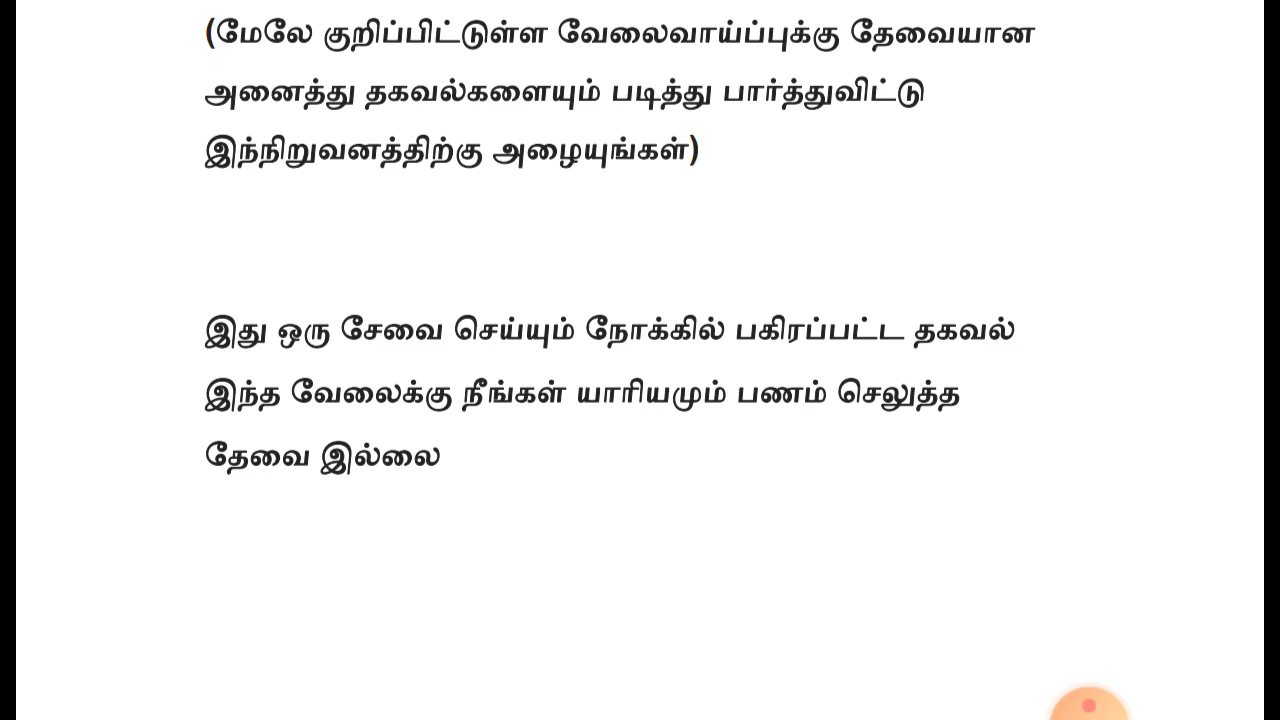 (மேலே குறிப்பிட்டுள்ள வேலைவாய்ப்புக்கு தேவையான
அனைத்து தகவல்களையும் படித்து பார்த்துவிட்டு
இந்நிறுவனத்திற்கு அழையுங்கள்)
இது ஒரு சேவை செய்யும் நோக்கில் பகிரப்பட்ட தகவல்
இந்த வேலைக்கு நீங்கள் யாரியமும் பணம் செலுத்த
தேவை இல்லை